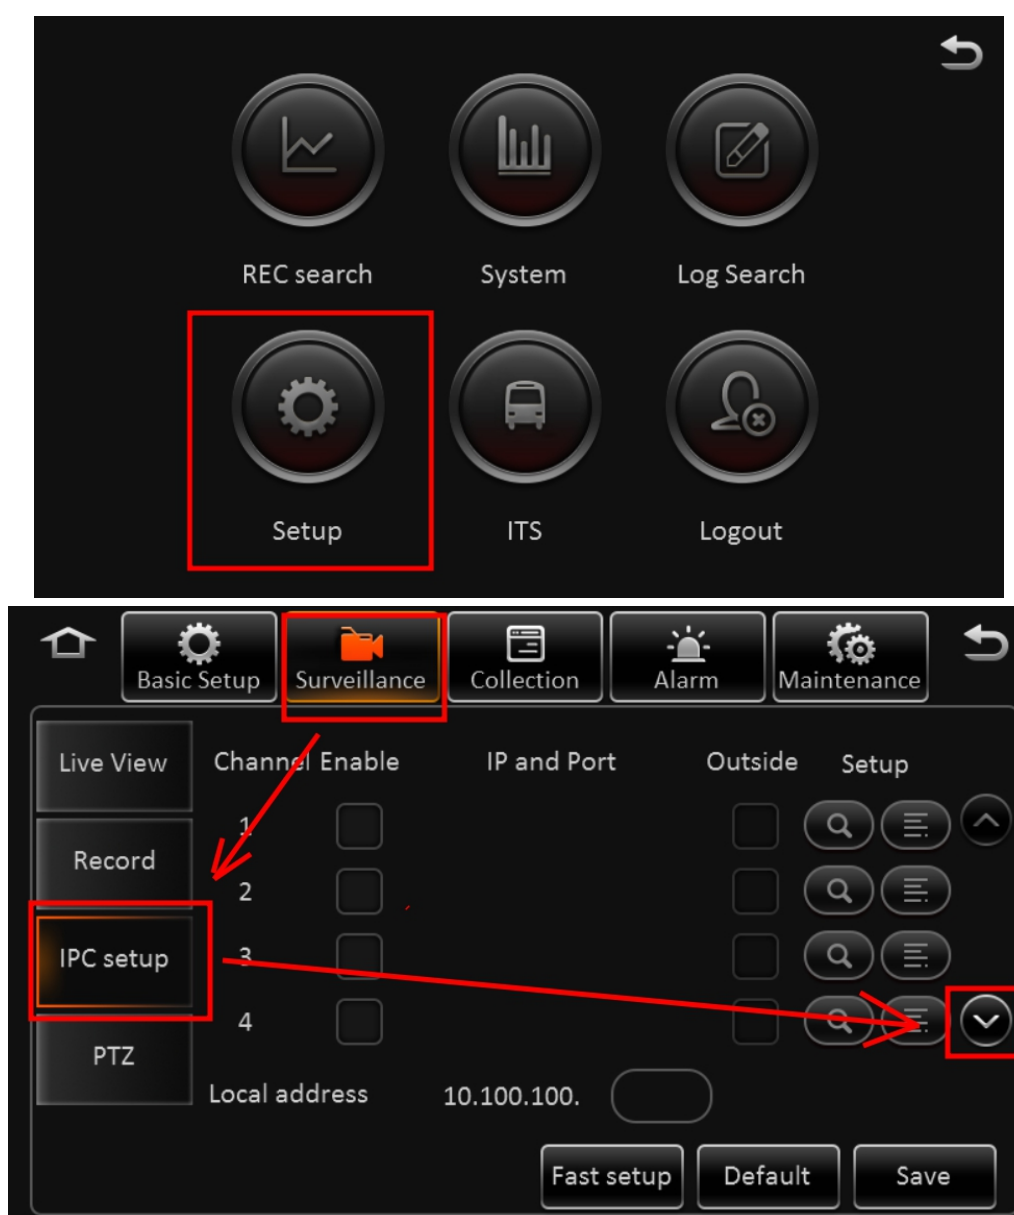 REC search System Log Search
Setup ITS Logout
Basic Setup Surveillance Collection Alarm Maintenance
Live View Channel Enable IP and Port Outside Setup
1
Record
2
IPC setup 3
4
PTZ
Local address 10.100.100.
Fast setup Default Save